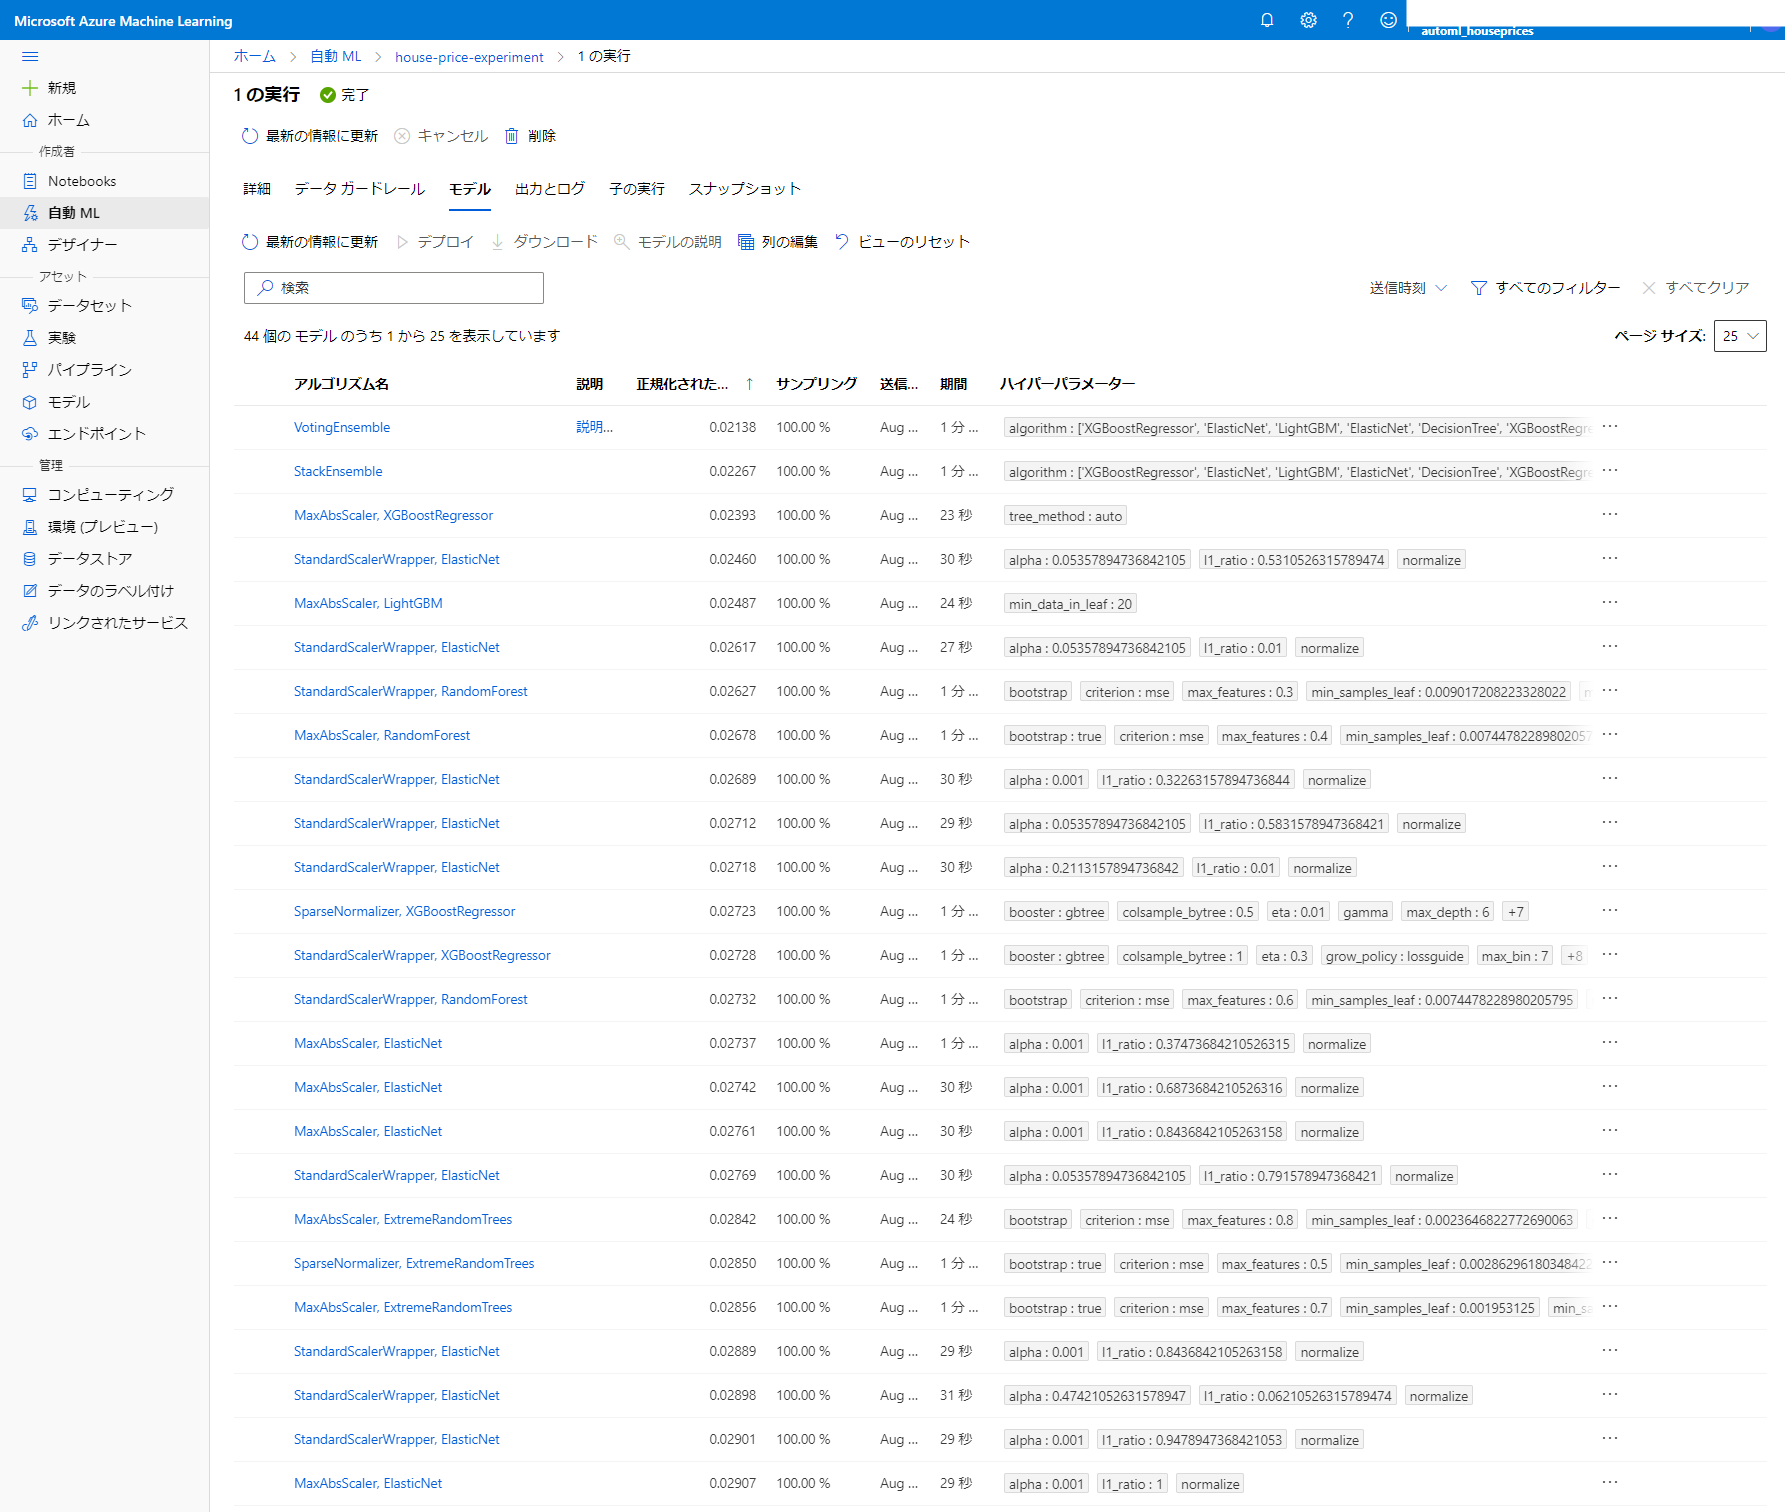 Microsoft Azure Machine Learning
automl_houseprices
ホーム > 自動 ML > house-price-experiment > 1 の実行
新規
ホーム
作成者
Notebooks
自動 ML
デザイナー
アセット
データセット
実験
パイプライン
モデル
エンドポイント
管理
コンピューティング
環境 (プレビュー)
データストア
データのラベル付け
リンクされたサービス
1 の実行 完了
最新の情報に更新 キャンセル 削除
詳細 データ ガードレール モデル 出力とログ 子の実行 スナップショット
最新の情報に更新 デプロイ ダウンロード モデルの説明 列の編集 ビューのリセット
検索 送信時刻 すべてのフィルター すべてクリア
44 個の モデル のうち 1 から 25 を表示しています ページ サイズ: 25
アルゴリズム名 説明 正規化された... ↑ サンプリング 送信... 期間 ハイパーパラメーター
VotingEnsemble 説明... 0.02138 100.00 % Aug ... 1 分 ... algorithm : ['XGBoostRegressor', 'ElasticNet', 'LightGBM', 'ElasticNet', 'DecisionTree', 'XGBoostRegre ...
StackEnsemble 0.02267 100.00 % Aug ... 1 分 ... algorithm : ['XGBoostRegressor', 'ElasticNet', 'LightGBM', 'ElasticNet', 'DecisionTree', 'XGBoostRegre ...
MaxAbsScaler, XGBoostRegressor 0.02393 100.00 % Aug ... 23 秒 tree_method : auto ...
StandardScalerWrapper, ElasticNet 0.02460 100.00 % Aug ... 30 秒 alpha : 0.05357894736842105 l1_ratio : 0.5310526315789474 normalize ...
MaxAbsScaler, LightGBM 0.02487 100.00 % Aug ... 24 秒 min_data_in_leaf : 20 ...
StandardScalerWrapper, ElasticNet 0.02617 100.00 % Aug ... 27 秒 alpha : 0.05357894736842105 l1_ratio : 0.01 normalize ...
StandardScalerWrapper, RandomForest 0.02627 100.00 % Aug ... 1 分 ... bootstrap criterion : mse max_features : 0.3 min_samples_leaf : 0.009017208223328022 ...
MaxAbsScaler, RandomForest 0.02678 100.00 % Aug ... 1 分 ... bootstrap : true criterion : mse max_features : 0.4 min_samples_leaf : 0.0074478228980205 ...
StandardScalerWrapper, ElasticNet 0.02689 100.00 % Aug ... 30 秒 alpha : 0.001 l1_ratio : 0.32263157894736844 normalize ...
StandardScalerWrapper, ElasticNet 0.02712 100.00 % Aug ... 29 秒 alpha : 0.05357894736842105 l1_ratio : 0.5831578947368421 normalize ...
StandardScalerWrapper, ElasticNet 0.02718 100.00 % Aug ... 30 秒 alpha : 0.2113157894736842 l1_ratio : 0.01 normalize ...
SparseNormalizer, XGBoostRegressor 0.02723 100.00 % Aug ... 1 分 ... booster : gbtree colsample_bytree : 0.5 eta : 0.01 gamma max_depth : 6 +7 ...
StandardScalerWrapper, XGBoostRegressor 0.02728 100.00 % Aug ... 1 分 ... booster : gbtree colsample_bytree : 1 eta : 0.3 grow_policy : lossguide max_bin : 7 +8 ...
StandardScalerWrapper, RandomForest 0.02732 100.00 % Aug ... 1 分 ... bootstrap criterion : mse max_features : 0.6 min_samples_leaf : 0.0074478228980205795 ...
MaxAbsScaler, ElasticNet 0.02737 100.00 % Aug ... 1 分 ... alpha : 0.001 l1_ratio : 0.37473684210526315 normalize ...
MaxAbsScaler, ElasticNet 0.02742 100.00 % Aug ... 30 秒 alpha : 0.001 l1_ratio : 0.6873684210526316 normalize ...
MaxAbsScaler, ElasticNet 0.02761 100.00 % Aug ... 30 秒 alpha : 0.001 l1_ratio : 0.8436842105263158 normalize ...
StandardScalerWrapper, ElasticNet 0.02769 100.00 % Aug ... 30 秒 alpha : 0.05357894736842105 l1_ratio : 0.791578947368421 normalize ...
MaxAbsScaler, ExtremeRandomTrees 0.02842 100.00 % Aug ... 24 秒 bootstrap criterion : mse max_features : 0.8 min_samples_leaf : 0.0023646822772690063 ...
SparseNormalizer, ExtremeRandomTrees 0.02850 100.00 % Aug ... 1 分 ... bootstrap : true criterion : mse max_features : 0.5 min_samples_leaf : 0.0028629618034842 ...
MaxAbsScaler, ExtremeRandomTrees 0.02856 100.00 % Aug ... 1 分 ... bootstrap : true criterion : mse max_features : 0.7 min_samples_leaf : 0.001953125 min_sa ...
StandardScalerWrapper, ElasticNet 0.02889 100.00 % Aug ... 29 秒 alpha : 0.001 l1_ratio : 0.8436842105263158 normalize ...
StandardScalerWrapper, ElasticNet 0.02898 100.00 % Aug ... 31 秒 alpha : 0.47421052631578947 l1_ratio : 0.06210526315789474 normalize ...
StandardScalerWrapper, ElasticNet 0.02901 100.00 % Aug ... 29 秒 alpha : 0.001 l1_ratio : 0.9478947368421053 normalize ...
MaxAbsScaler, ElasticNet 0.02907 100.00 % Aug ... 29 秒 alpha : 0.001 l1_ratio : 1 normalize ...